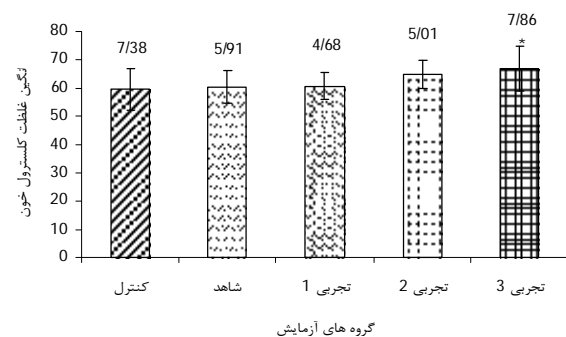 7/38 5/91 4/68 5/01 7/86
*
80
70
60
50
40
30
20
10
0
نگین غلظت کلسترول خون
کنترل شاهد تجربی 1 تجربی 2 تجربی 3
گروه های آزمایش